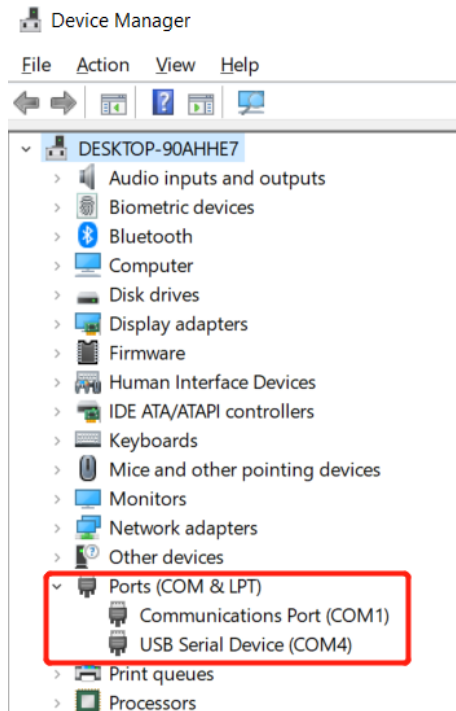 Device Manager
File Action View Help
DESKTOP-90AHHE7
Audio inputs and outputs
Biometric devices
Bluetooth
Computer
Disk drives
Display adapters
Firmware
Human Interface Devices
IDE ATA/ATAPI controllers
Keyboards
Mice and other pointing devices
Monitors
Network adapters
Other devices
Ports (COM & LPT)
Communications Port (COM1)
USB Serial Device (COM4)
Print queues
Processors